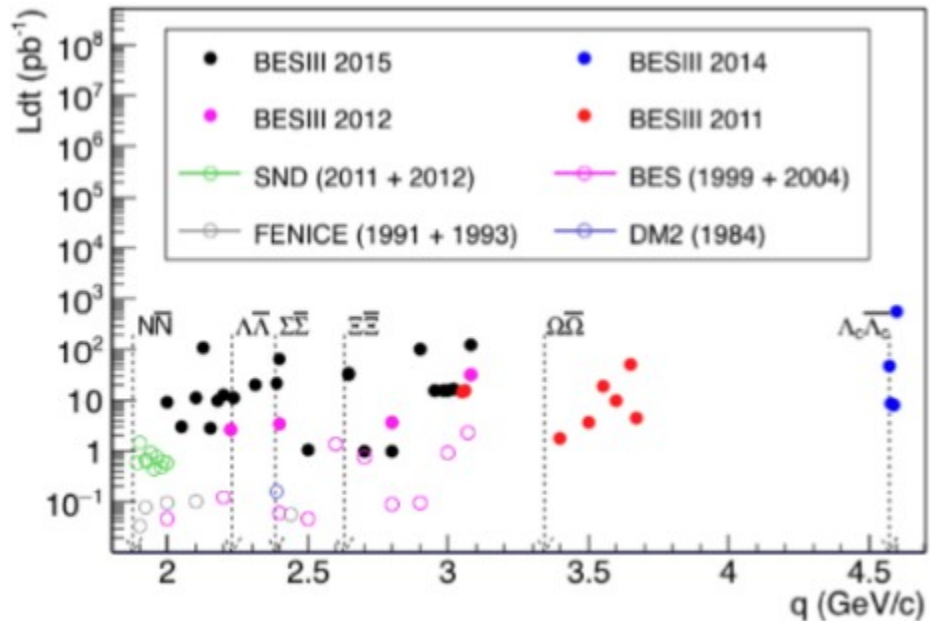 Ldt (pb⁻¹)
10⁸
10⁷
10⁶
10⁵
10⁴
10³
10²
10
1
10⁻¹
BESIII 2015
BESIII 2014
BESIII 2012
BESIII 2011
SND (2011 + 2012)
BES (1999 + 2004)
FENICE (1991 + 1993)
DM2 (1984)
NN̅ ΛΛ̅ ΣΣ̅ ΞΞ̅ ΩΩ̅ Λ_cΛ̅_c
2 2.5 3 3.5 4 4.5
q (GeV/c)